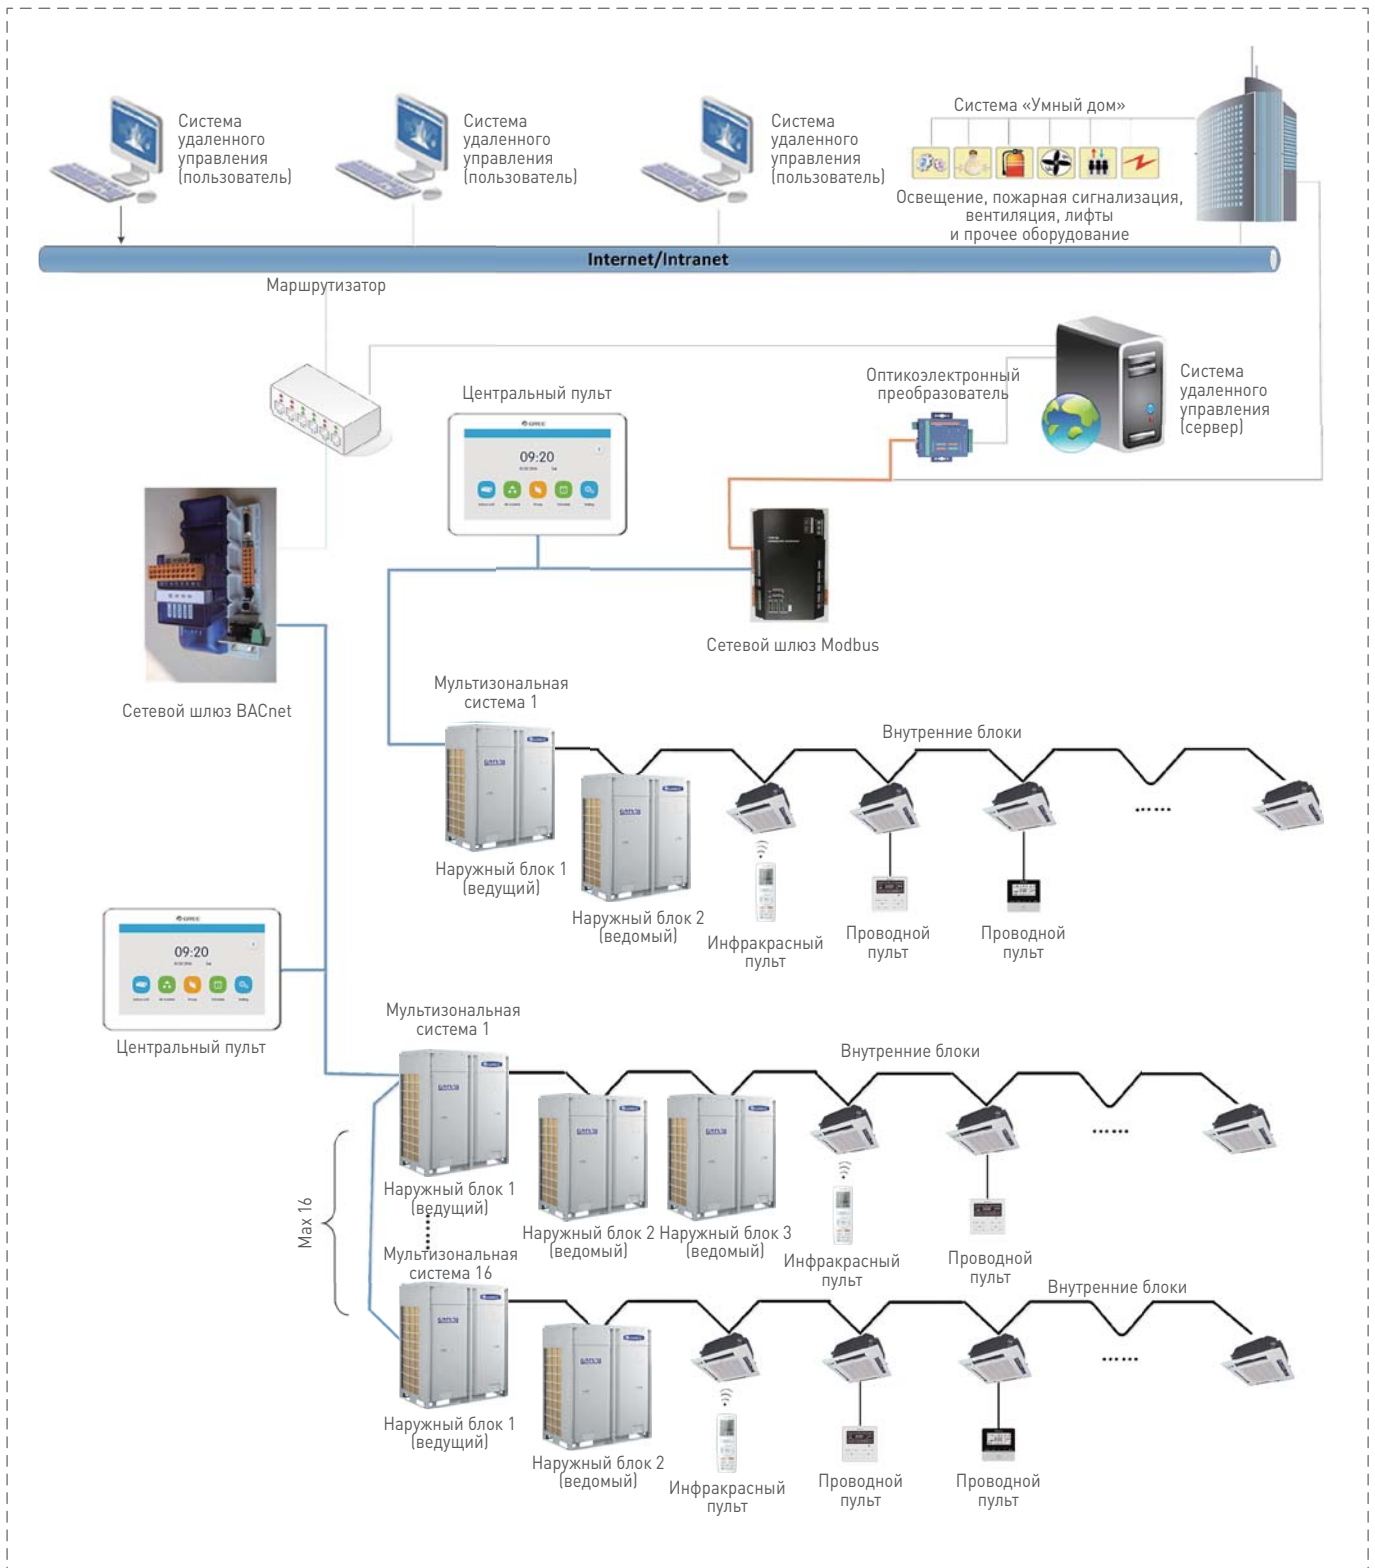 Система
удаленного
управления
(пользователь)
Система
удаленного
управления
(пользователь)
Система
удаленного
управления
(пользователь)
Система «Умный дом»
Освещение, пожарная сигнализация,
вентиляция, лифты
и прочее оборудование
Internet/Intranet
Маршрутизатор
Оптикоэлектронный
преобразователь
Система
удаленного
управления
(сервер)
Центральный пульт
GREE
09:20
Сетевой шлюз Modbus
Сетевой шлюз BACnet
Мультизональная
система 1
Внутренние блоки
......
Наружный блок 1
(ведущий)
Наружный блок 2
(ведомый)
Инфракрасный
пульт
Проводной
пульт
Проводной
пульт
GREE
09:20
Центральный пульт
Мультизональная
система 1
Внутренние блоки
......
Наружный блок 1
(ведущий)
Наружный блок 2
(ведомый)
Наружный блок 3
(ведомый)
Инфракрасный
пульт
Проводной
пульт
Max 16
Мультизональная
система 16
Внутренние блоки
......
Наружный блок 1
(ведущий)
Наружный блок 2
(ведомый)
Инфракрасный
пульт
Проводной
пульт
Проводной
пульт